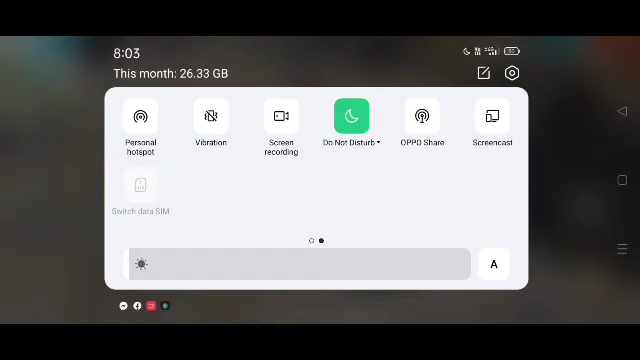 8:03
This month: 26.33 GB
Personal hotspot
Vibration
Screen recording
Do Not Disturb
OPPO Share
Screencast
Switch data SIM
A